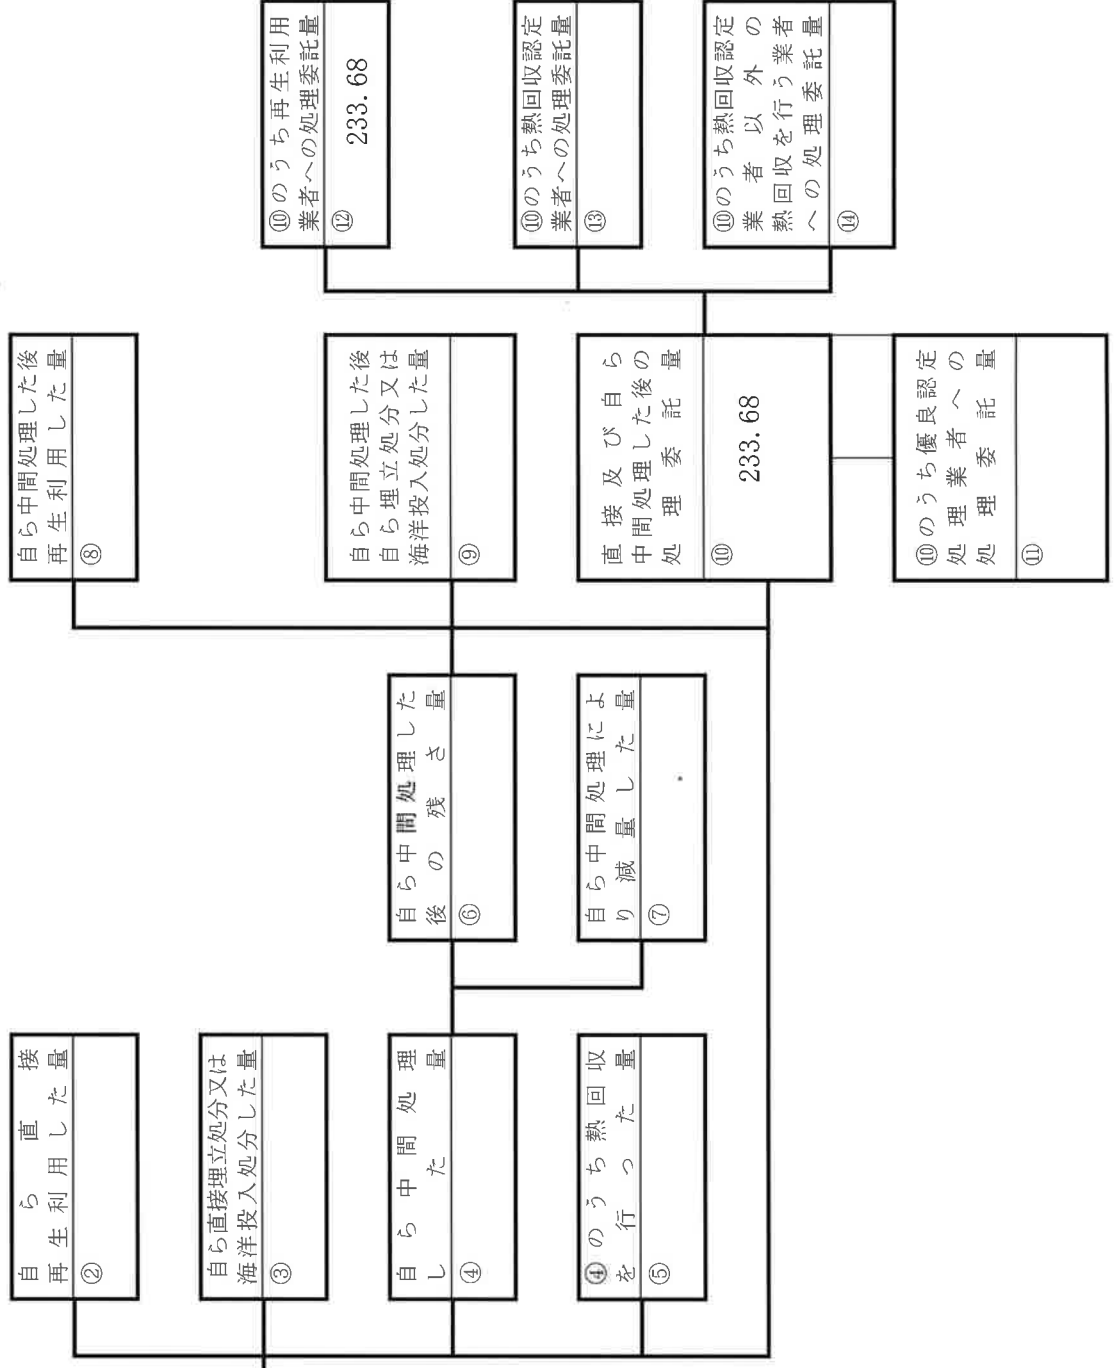 自ら直接
再生利用した量
②
自ら直接埋立処分又は
海洋投入処分した量
③
自ら中間処理
した量
④
④のうち熱回収
を行った量
⑤
自ら中間処理した
後の残さ量
⑥
自ら中間処理によ
り減量した量
⑦
自ら中間処理した後
再生利用した量
⑧
自ら中間処理した後
自ら埋立処分又は
海洋投入処分した量
⑨
直接及び自ら
中間処理した後の
処理委託量
⑩
233.68
⑩のうち優良認定
処理業者への
処理委託量
⑪
⑩のうち再生利用
業者への処理委託量
⑫
233.68
⑩のうち熱回収認定
業者への処理委託量
⑬
⑩のうち熱回収認定
業者以外の
熱回収を行う業者
への処理委託量
⑭